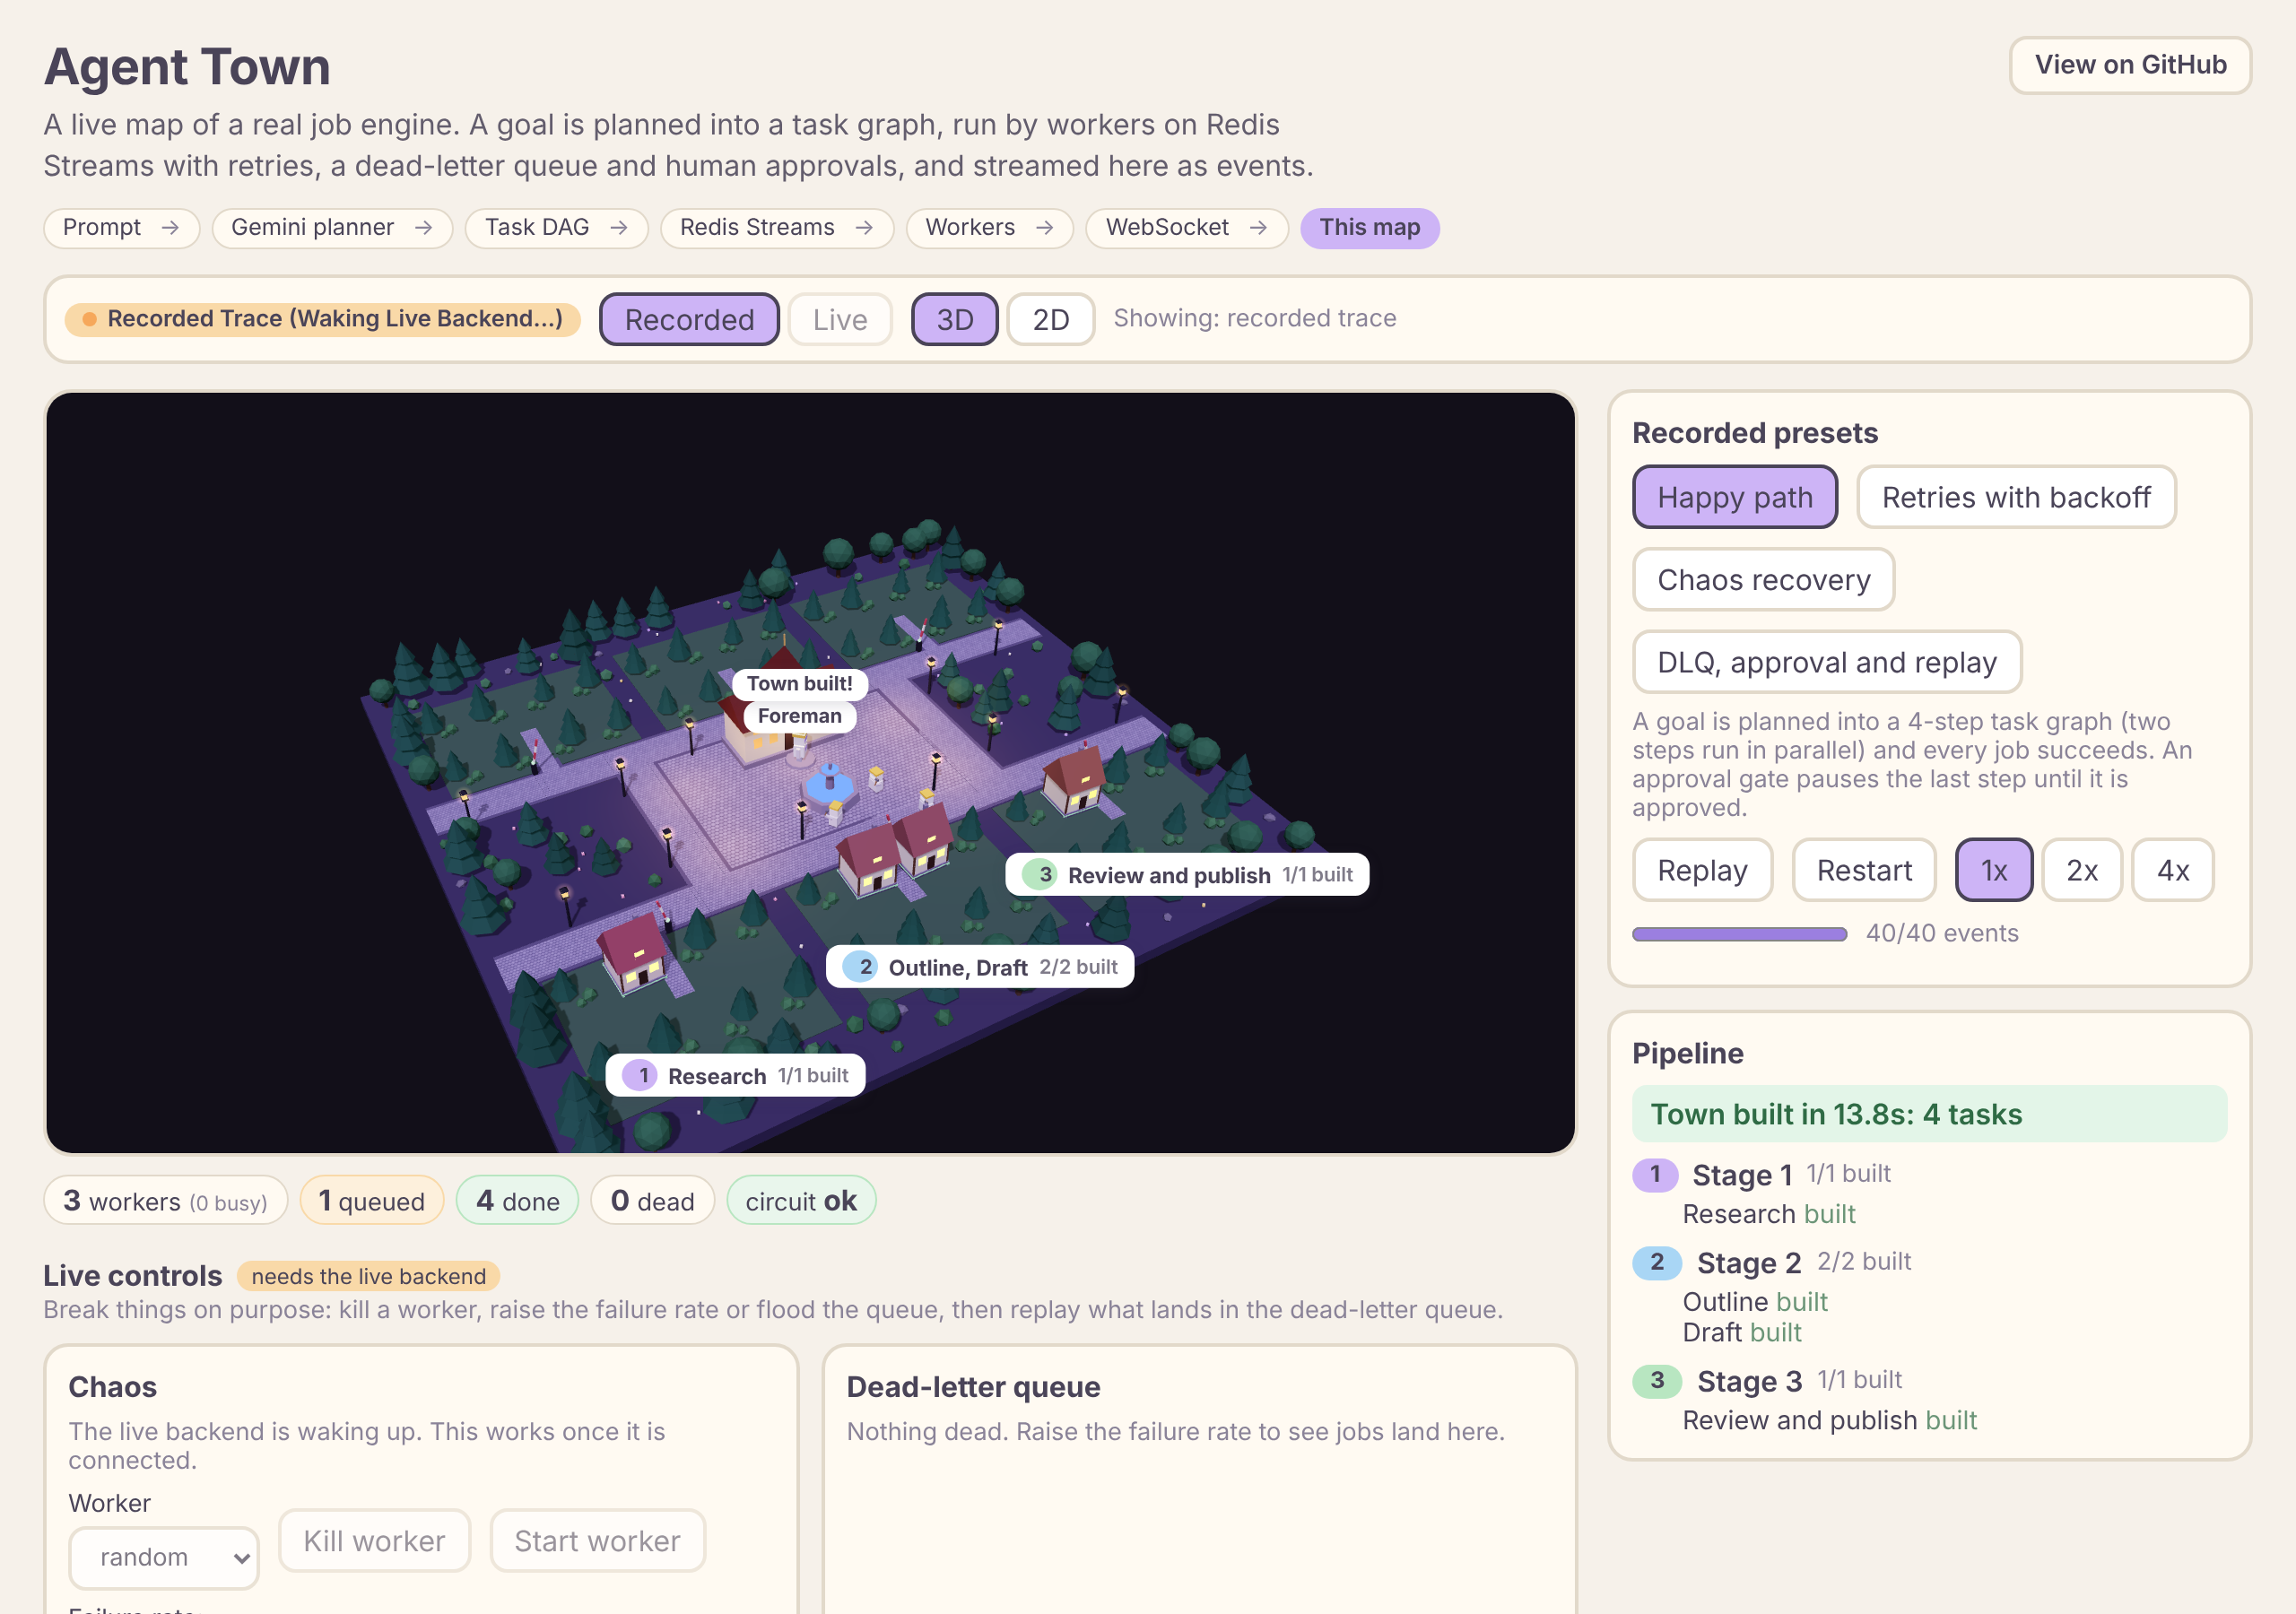 Agent Town
View on GitHub
A live map of a real job engine. A goal is planned into a task graph, run by workers on Redis
Streams with retries, a dead-letter queue and human approvals, and streamed here as events.
Prompt → Gemini planner → Task DAG → Redis Streams → Workers → WebSocket → This map
Recorded Trace (Waking Live Backend...) Recorded Live 3D 2D Showing: recorded trace
Town built!
Foreman
3 Review and publish 1/1 built
2 Outline, Draft 2/2 built
1 Research 1/1 built
3 workers (0 busy) 1 queued 4 done 0 dead circuit ok
Live controls needs the live backend
Break things on purpose: kill a worker, raise the failure rate or flood the queue, then replay what lands in the dead-letter queue.
Chaos
The live backend is waking up. This works once it is
connected.
Worker
random Kill worker Start worker
Dead-letter queue
Nothing dead. Raise the failure rate to see jobs land here.
Recorded presets
Happy path Retries with backoff
Chaos recovery
DLQ, approval and replay
A goal is planned into a 4-step task graph (two
steps run in parallel) and every job succeeds. An
approval gate pauses the last step until it is
approved.
Replay Restart 1x 2x 4x
40/40 events
Pipeline
Town built in 13.8s: 4 tasks
1 Stage 1 1/1 built
Research built
2 Stage 2 2/2 built
Outline built
Draft built
3 Stage 3 1/1 built
Review and publish built